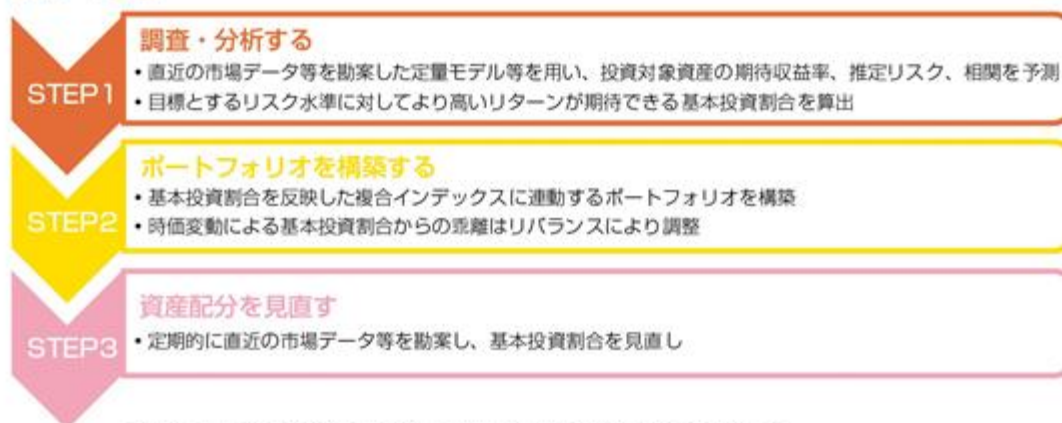 STEP1
調査・分析する
・直近の市場データ等を勘案した定量モデル等を用い、投資対象資産の期待収益率、推定リスク、相関を予測
・目標とするリスク水準に対してより高いリターンが期待できる基本投資割合を算出
STEP2
ポートフォリオを構築する
・基本投資割合を反映した複合インデックスに連動するポートフォリオを構築
・時価変動による基本投資割合からの乖離はリバランスにより調整
STEP3
資産配分を見直す
・定期的に直近の市場データ等を勘案し、基本投資割合を見直し